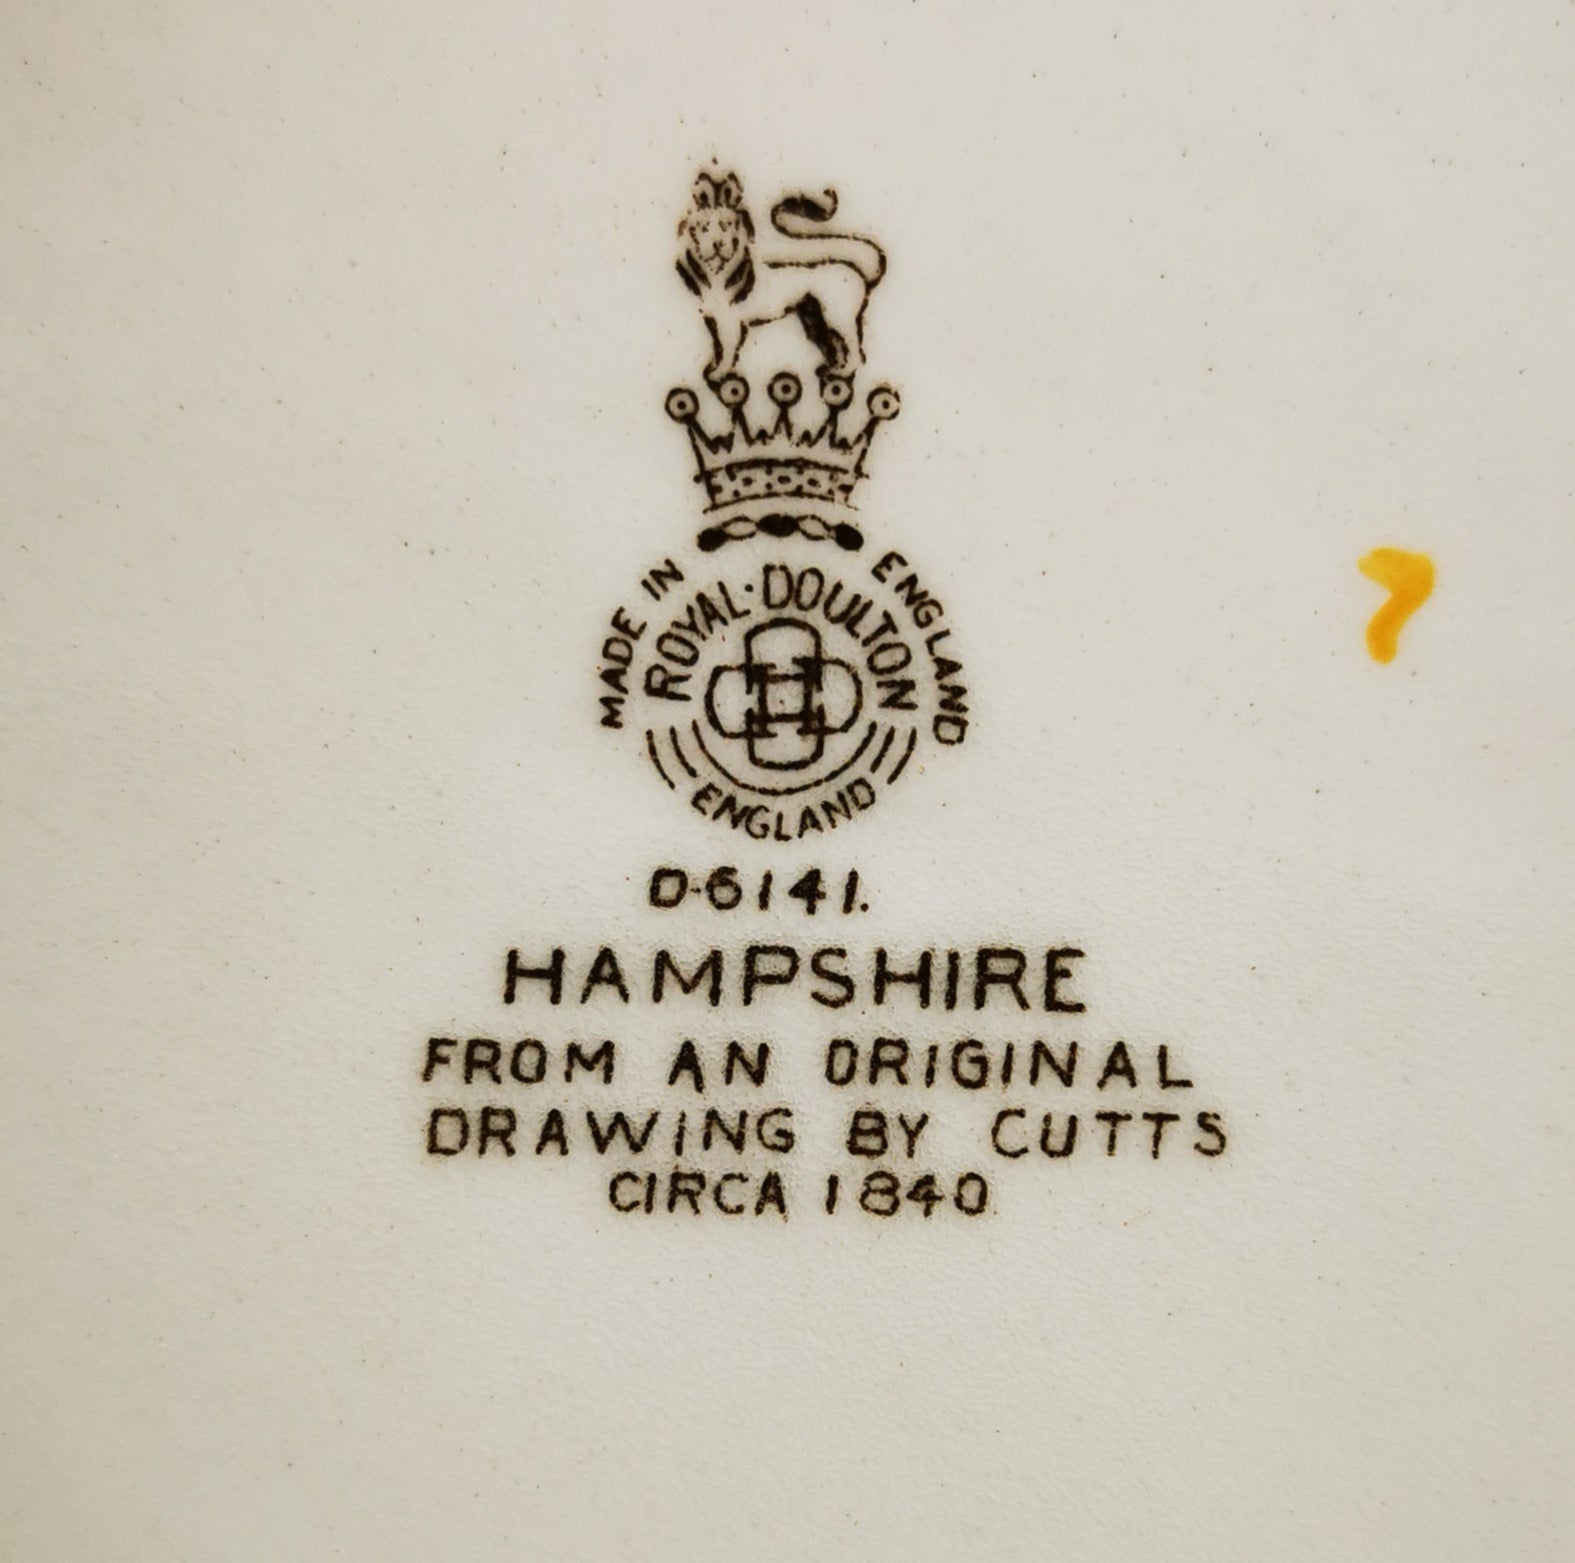 MADE IN ENGLAND
ROYAL·DOULTON
ENGLAND
D·6141.
HAMPSHIRE
FROM AN ORIGINAL
DRAWING BY CUTTS
CIRCA 1840
7